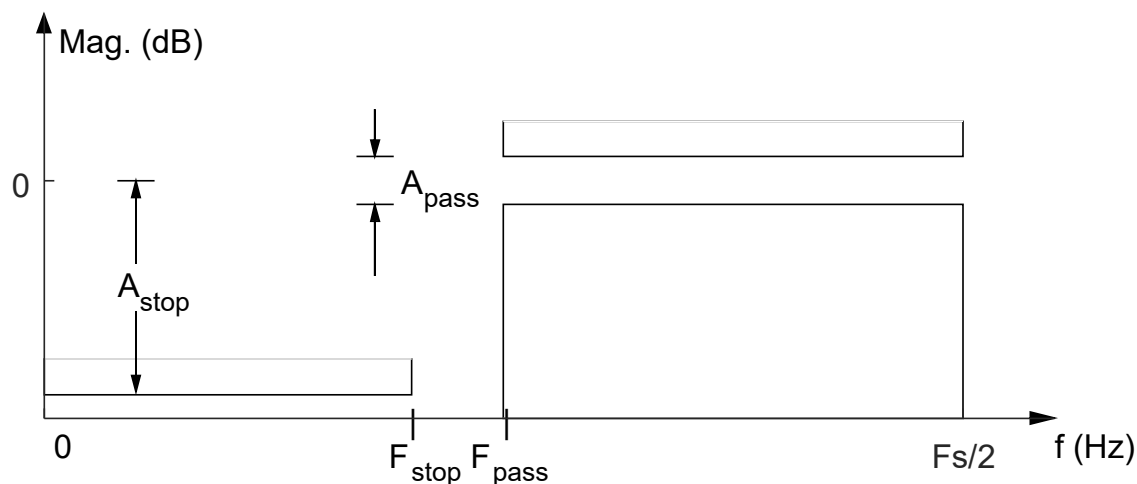 Mag. (dB)
0
A_pass
A_stop
0
F_stop F_pass
Fs/2
f (Hz)